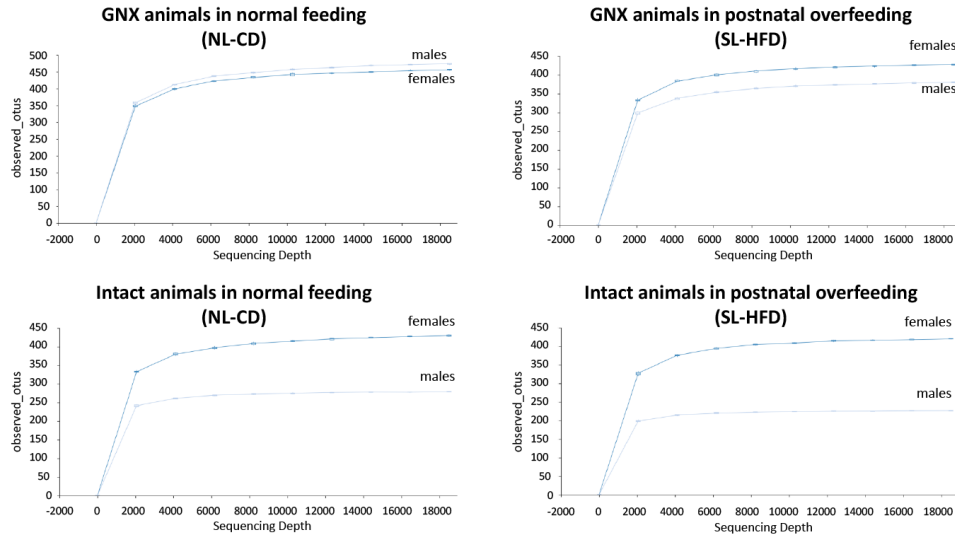 GNX animals in normal feeding
(NL-CD)
500
450
400
350
300
250
200
150
100
50
0
observed_otus
males
females
-2000 0 2000 4000 6000 8000 10000 12000 14000 16000 18000
Sequencing Depth
GNX animals in postnatal overfeeding
(SL-HFD)
450
400
350
300
250
200
150
100
50
0
observed_otus
females
males
-2000 0 2000 4000 6000 8000 10000 12000 14000 16000 18000
Sequencing Depth
Intact animals in normal feeding
(NL-CD)
450
400
350
300
250
200
150
100
50
0
observed_otus
females
males
-2000 0 2000 4000 6000 8000 10000 12000 14000 16000 18000
Sequencing Depth
Intact animals in postnatal overfeeding
(SL-HFD)
450
400
350
300
250
200
150
100
50
0
observed_otus
females
males
-2000 0 2000 4000 6000 8000 10000 12000 14000 16000 18000
Sequencing Depth